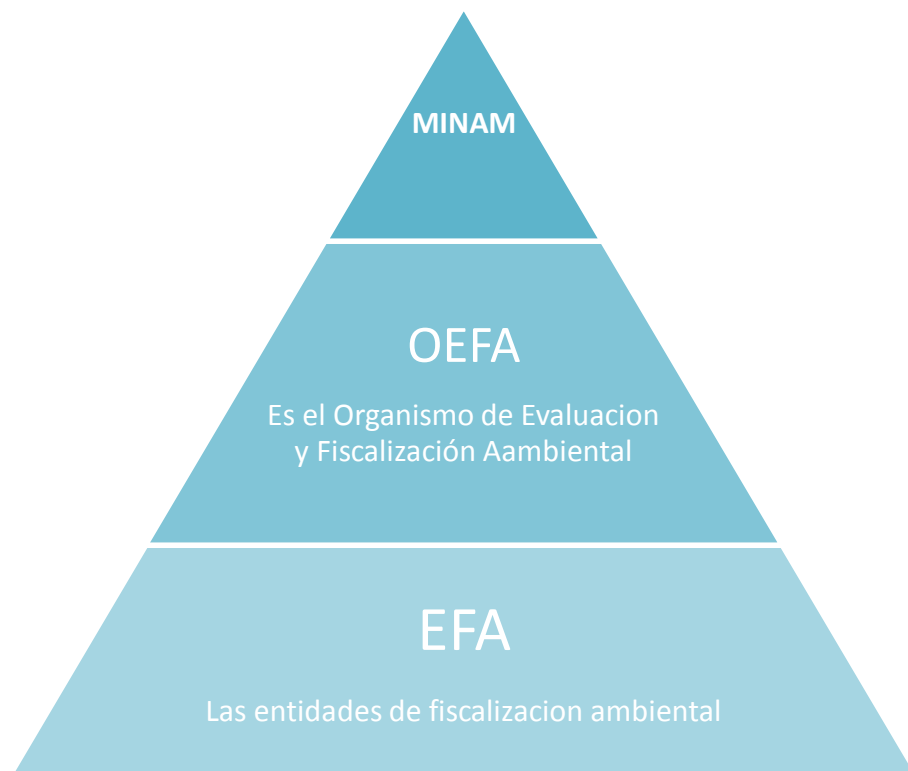 MINAM
OEFA
Es el Organismo de Evaluacion
y Fiscalización Aambiental
EFA
Las entidades de fiscalizacion ambiental